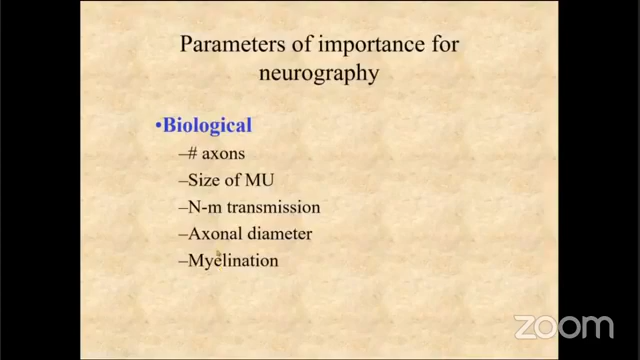 Parameters of importance for
neurography
•Biological
–# axons
–Size of MU
–N-m transmission
–Axonal diameter
–Myelination
zoom